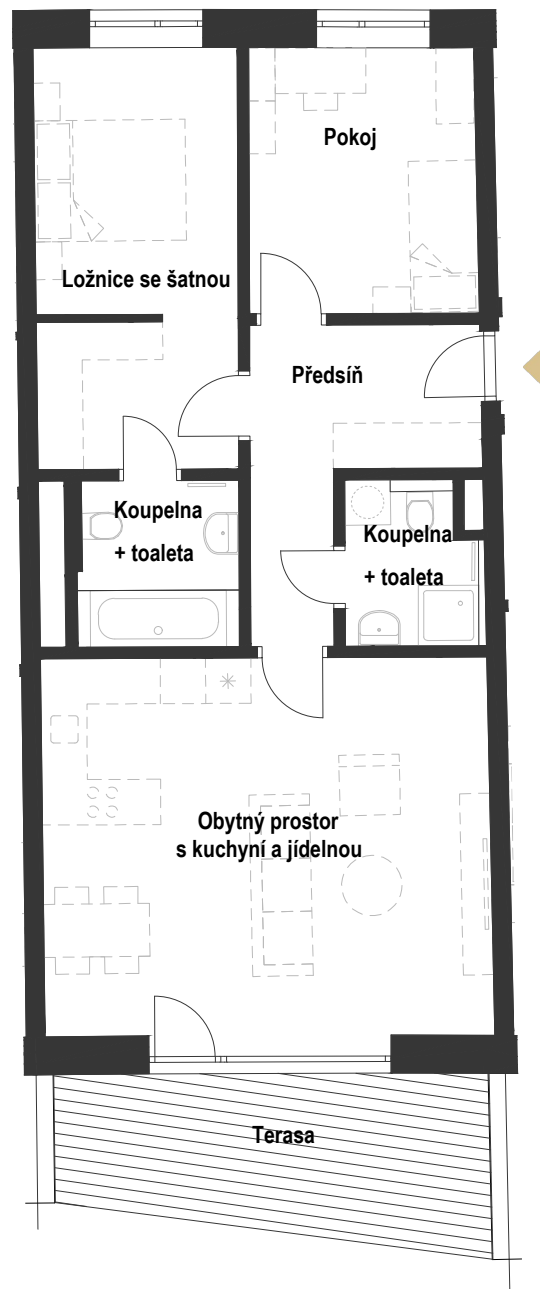 Pokoj
Ložnice se šatnou
Předsíň
Koupelna
+ toaleta
Koupelna
+ toaleta
Obytný prostor
s kuchyní a jídelnou
Terasa